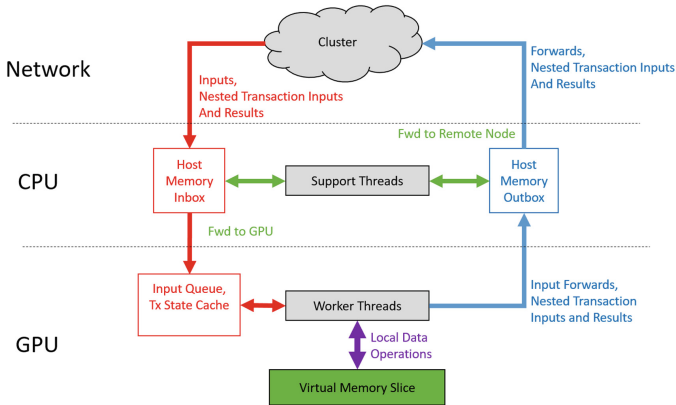 Cluster
Network
Inputs,
Nested Transaction Inputs
And Results
Forwards,
Nested Transaction Inputs
And Results
Fwd to Remote Node
CPU
Host
Memory
Inbox
Support Threads
Host
Memory
Outbox
Fwd to GPU
Input Queue,
Tx State Cache
Worker Threads
Input Forwards,
Nested Transaction
Inputs and Results
GPU
Local Data
Operations
Virtual Memory Slice